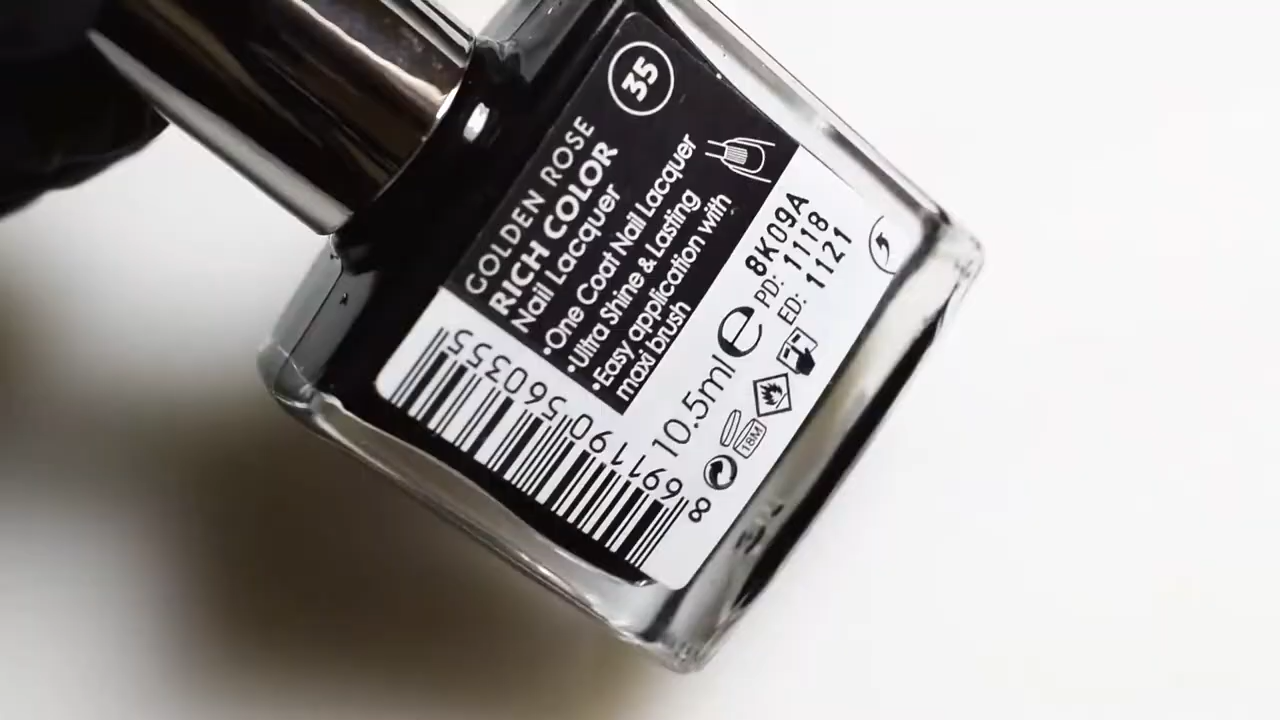 35
GOLDEN ROSE
RICH COLOR
Nail Lacquer
•One Coat Nail Lacquer
•Ultra Shine & Lasting
•Easy application with
maxi brush
10.5ml e
8K09A
PD: 1118
ED: 1121
18M
8 691190 560355